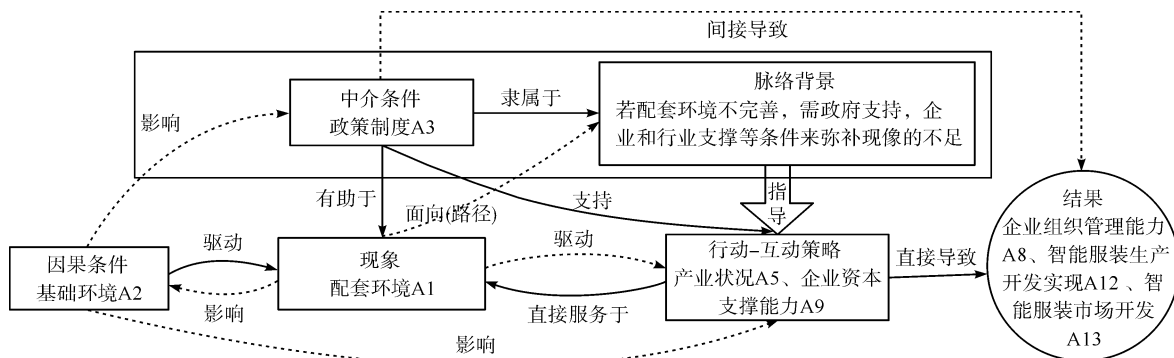 间接导致
中介条件
政策制度A3
隶属于
脉络背景
若配套环境不完善，需政府支持，企
业和行业支撑等条件来弥补现像的不足
影响
有助于
面向(路径)
支持
指
导
因果条件
基础环境A2
驱动
影响
现象
配套环境A1
驱动
直接服务于
行动-互动策略
产业状况A5、企业资本
支撑能力A9
直接导致
结果
企业组织管理能力
A8、智能服装生产
开发实现A12 、智
能服装市场开发
A13
影响